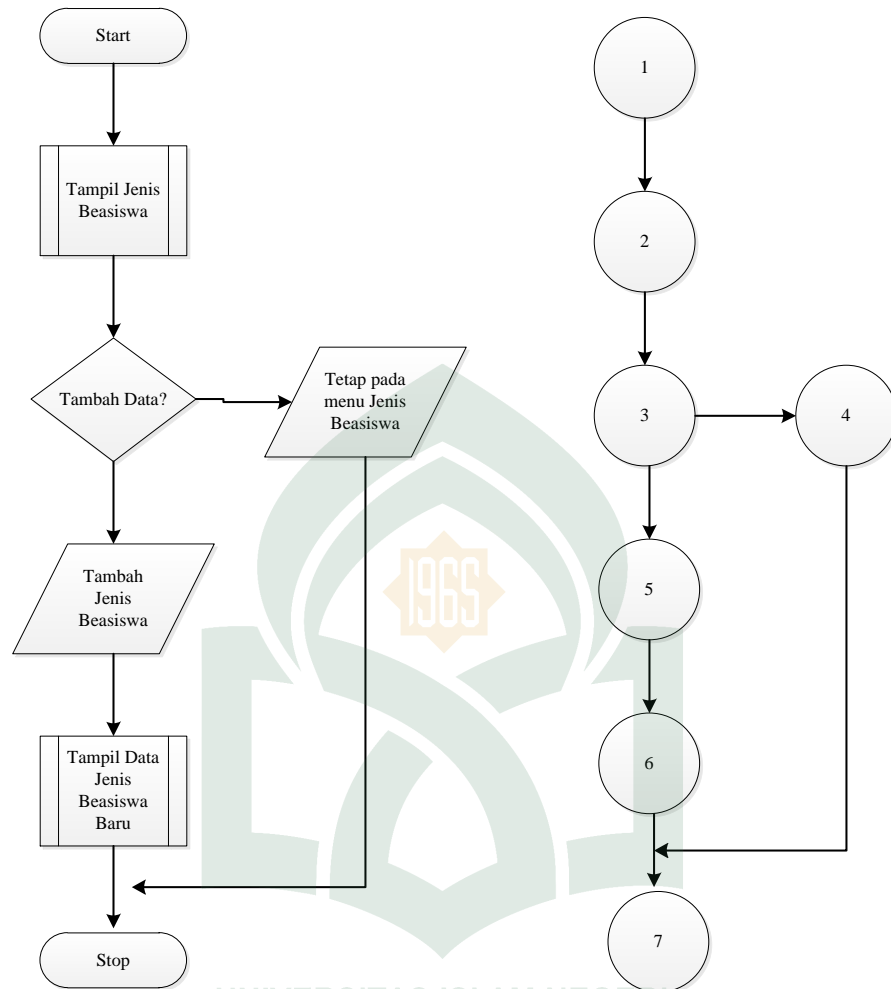 Start
Tampil Jenis
Beasiswa
Tambah Data?
Tetap pada
menu Jenis
Beasiswa
Tambah
Jenis
Beasiswa
Tampil Data
Jenis
Beasiswa
Baru
Stop
1
2
3
4
5
6
7
1965